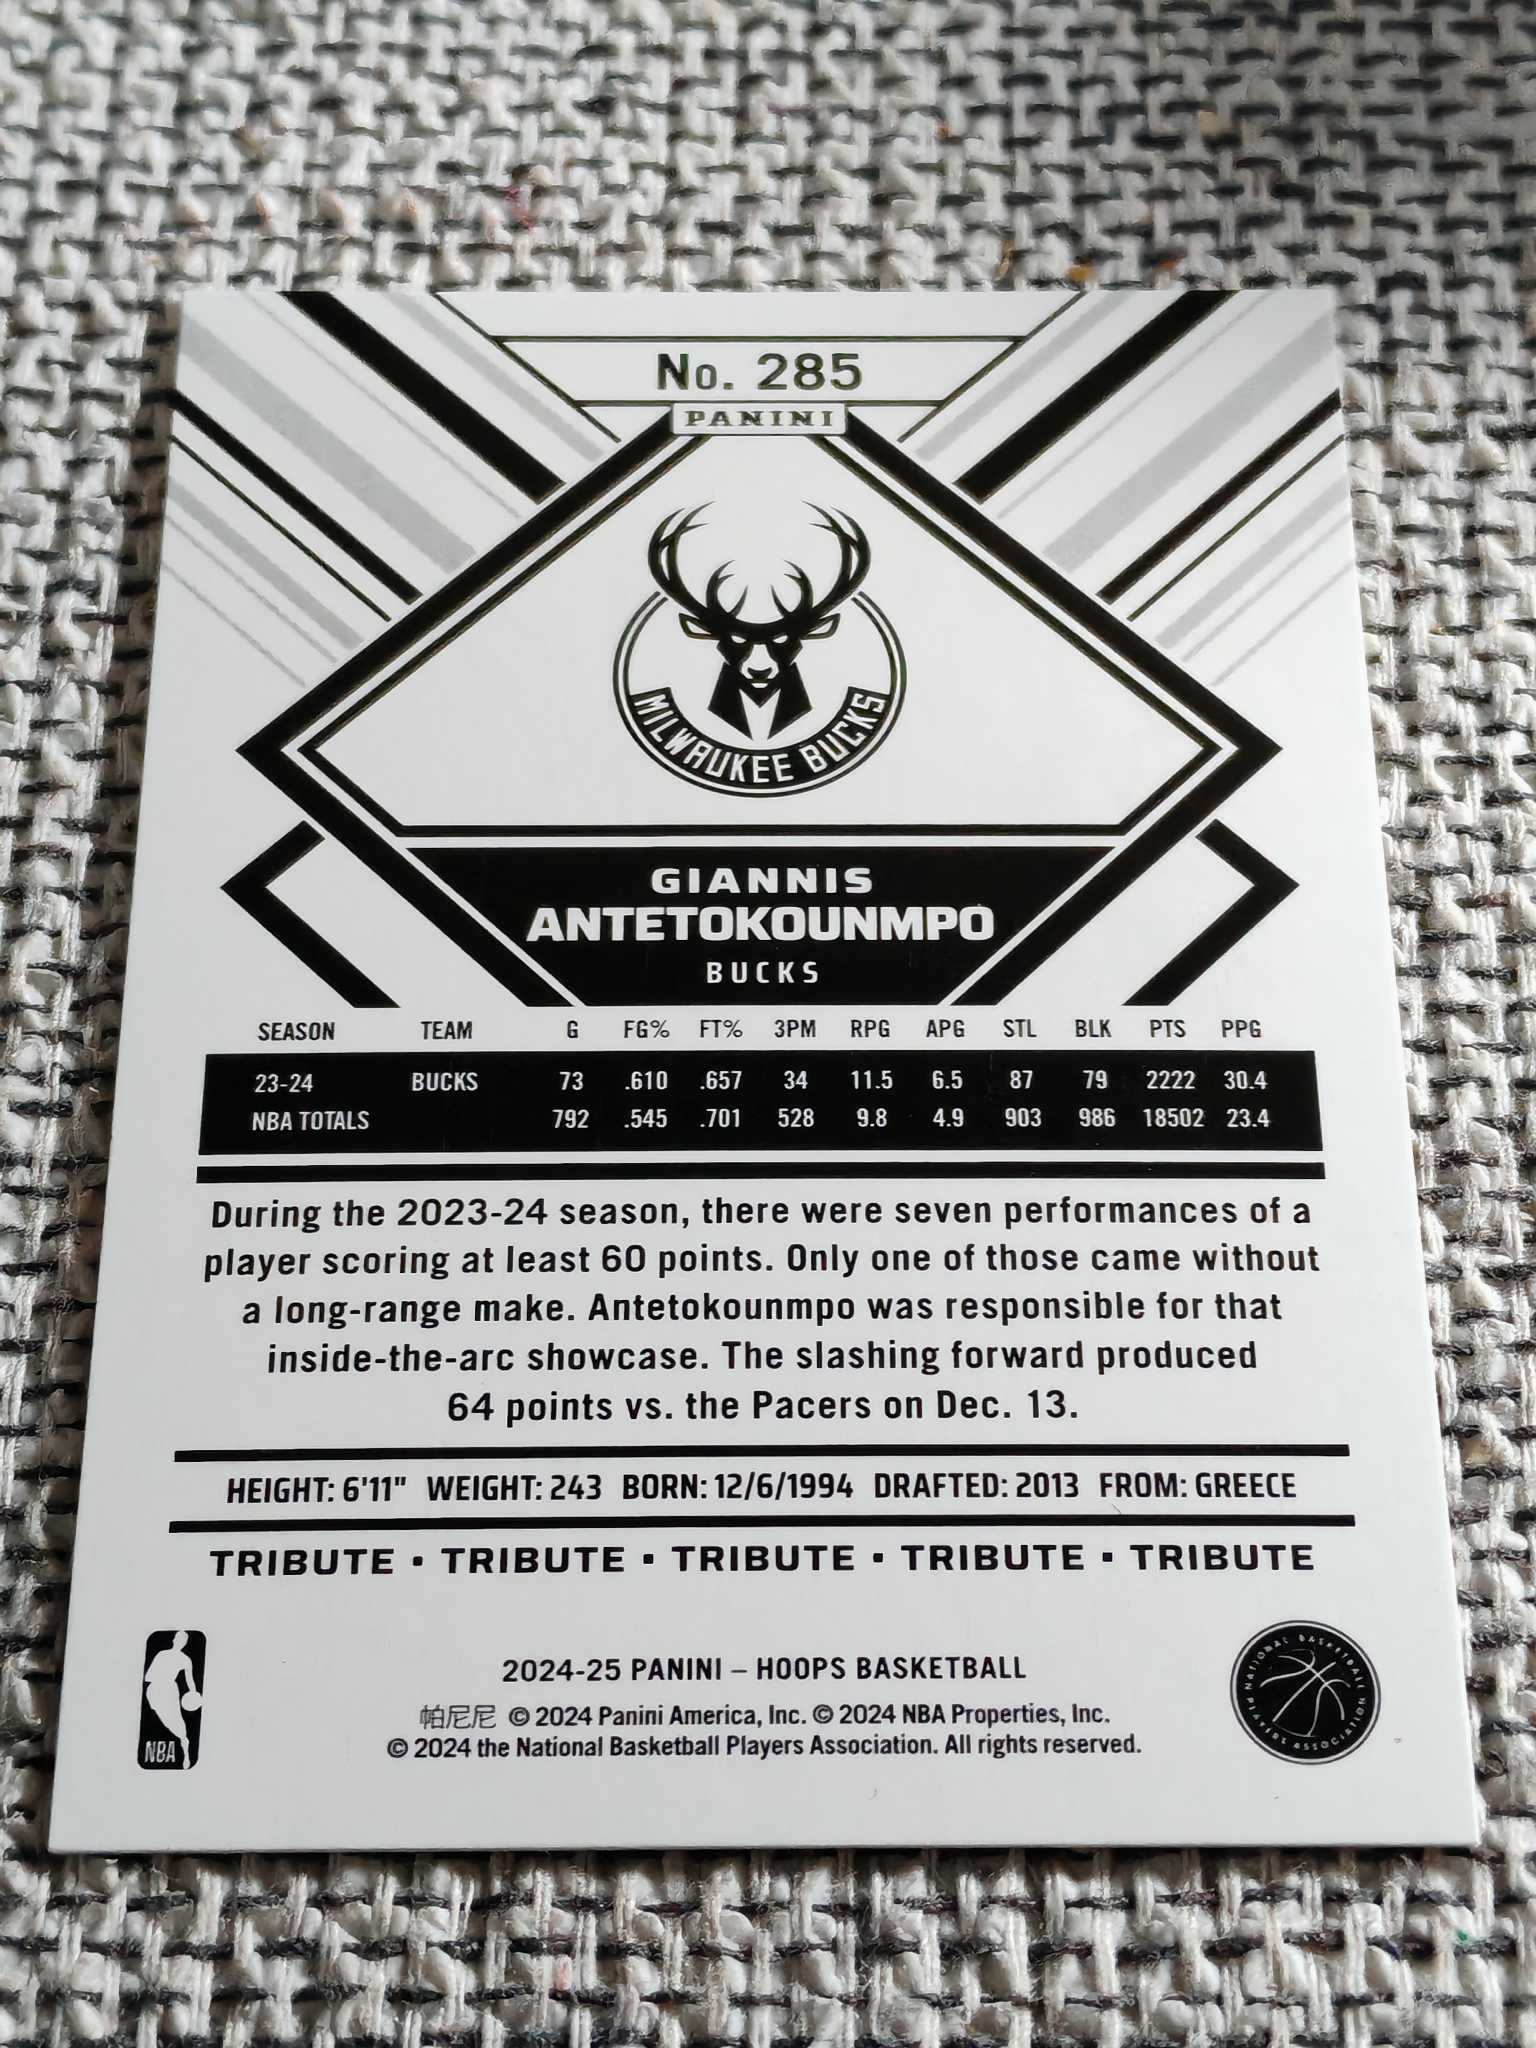 No. 285
PANINI
MILWAUKEE BUCKS
GIANNIS
ANTETOKOUNMPO
BUCKS
SEASON TEAM G FG% FT% 3PM RPG APG STL BLK PTS PPG
23-24 BUCKS 73 .610 .657 34 11.5 6.5 87 79 2222 30.4
NBA TOTALS 792 .545 .701 528 9.8 4.9 903 986 18502 23.4
During the 2023-24 season, there were seven performances of a
player scoring at least 60 points. Only one of those came without
a long-range make. Antetokounmpo was responsible for that
inside-the-arc showcase. The slashing forward produced
64 points vs. the Pacers on Dec. 13.
HEIGHT: 6'11" WEIGHT: 243 BORN: 12/6/1994 DRAFTED: 2013 FROM: GREECE
TRIBUTE • TRIBUTE • TRIBUTE • TRIBUTE • TRIBUTE
NBA
NATIONAL BASKETBALL PLAYERS ASSOCIATION
2024-25 PANINI – HOOPS BASKETBALL
帕尼尼 © 2024 Panini America, Inc. © 2024 NBA Properties, Inc.
© 2024 the National Basketball Players Association. All rights reserved.